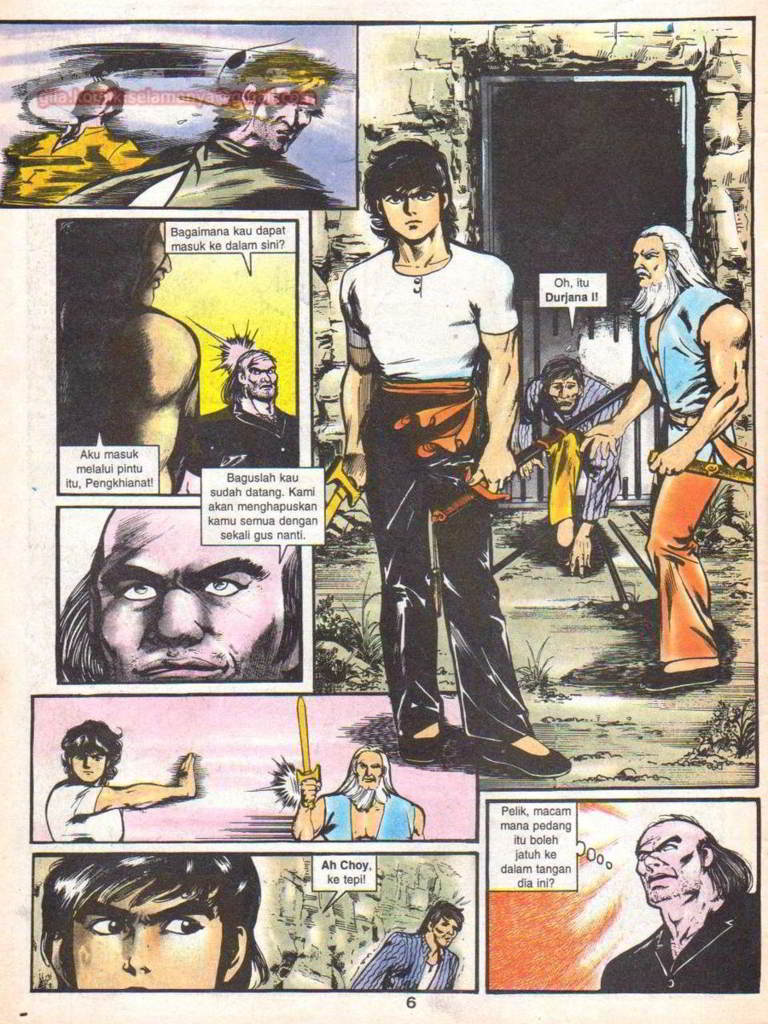 Bagaimana kau dapat
masuk ke dalam sini?
Aku masuk
melalui pintu
itu, Pengkhianat!
Oh, itu
Durjana I!
Baguslah kau
sudah datang. Kami
akan menghapuskan
kamu semua dengan
sekali gus nanti.
Ah Choy,
ke tepi!
Pelik, macam
mana pedang
itu boleh
jatuh ke
dalam tangan
dia ini?
6